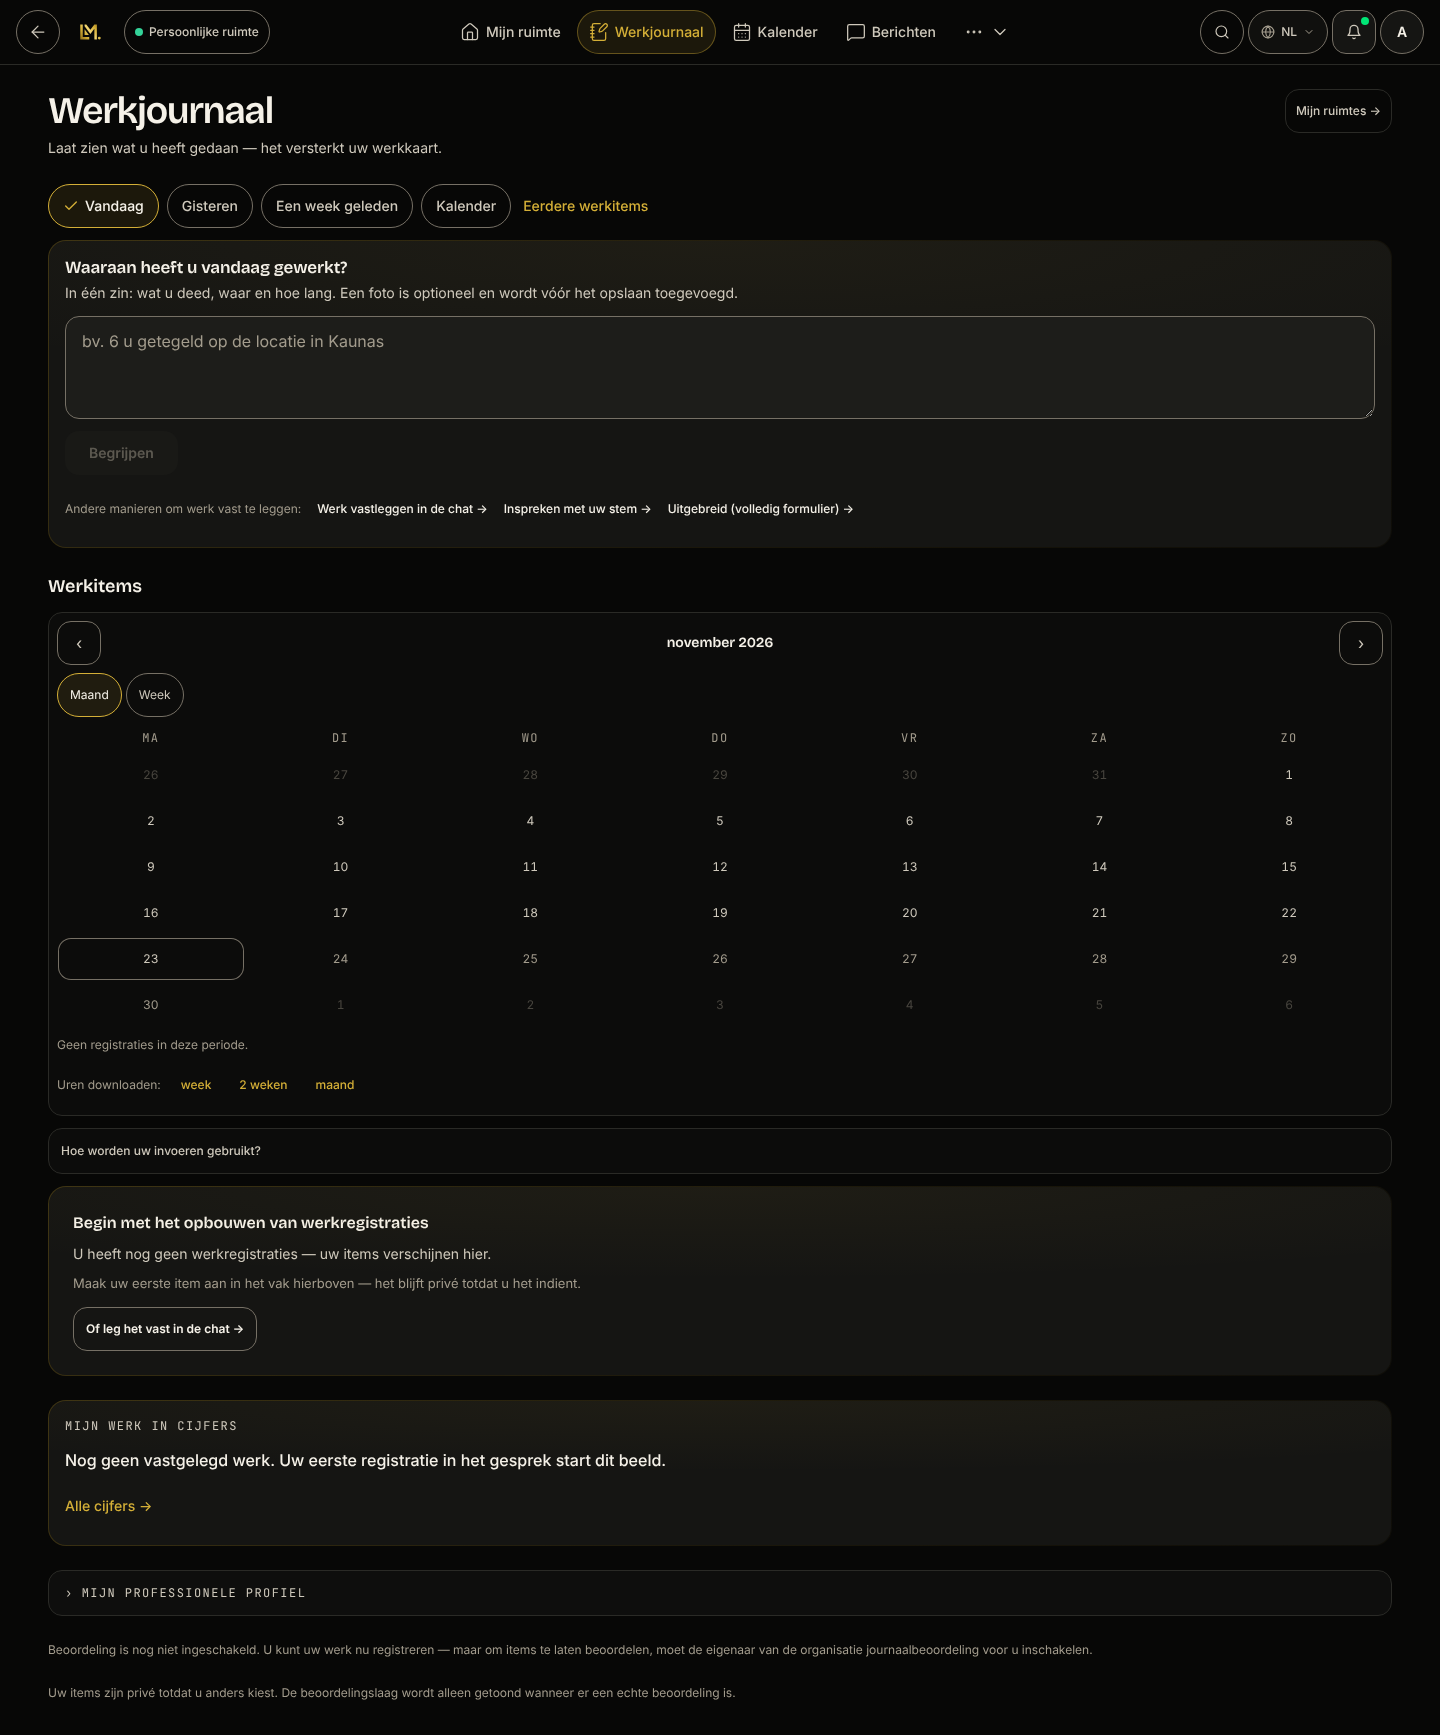 LM.
Persoonlijke ruimte
Mijn ruimte
Werkjournaal
Kalender
Berichten
NL
A
Werkjournaal
Mijn ruimtes →
Laat zien wat u heeft gedaan — het versterkt uw werkkaart.
Vandaag
Gisteren
Een week geleden
Kalender
Eerdere werkitems
Waaraan heeft u vandaag gewerkt?
In één zin: wat u deed, waar en hoe lang. Een foto is optioneel en wordt vóór het opslaan toegevoegd.
bv. 6 u getegeld op de locatie in Kaunas
Begrijpen
Andere manieren om werk vast te leggen: Werk vastleggen in de chat → Inspreken met uw stem → Uitgebreid (volledig formulier) →
Werkitems
‹ november 2026 ›
Maand Week
MA DI WO DO VR ZA ZO
26 27 28 29 30 31 1
2 3 4 5 6 7 8
9 10 11 12 13 14 15
16 17 18 19 20 21 22
23 24 25 26 27 28 29
30 1 2 3 4 5 6
Geen registraties in deze periode.
Uren downloaden: week 2 weken maand
Hoe worden uw invoeren gebruikt?
Begin met het opbouwen van werkregistraties
U heeft nog geen werkregistraties — uw items verschijnen hier.
Maak uw eerste item aan in het vak hierboven — het blijft privé totdat u het indient.
Of leg het vast in de chat →
MIJN WERK IN CIJFERS
Nog geen vastgelegd werk. Uw eerste registratie in het gesprek start dit beeld.
Alle cijfers →
› MIJN PROFESSIONELE PROFIEL
Beoordeling is nog niet ingeschakeld. U kunt uw werk nu registreren — maar om items te laten beoordelen, moet de eigenaar van de organisatie journaalbeoordeling voor u inschakelen.
Uw items zijn privé totdat u anders kiest. De beoordelingslaag wordt alleen getoond wanneer er een echte beoordeling is.